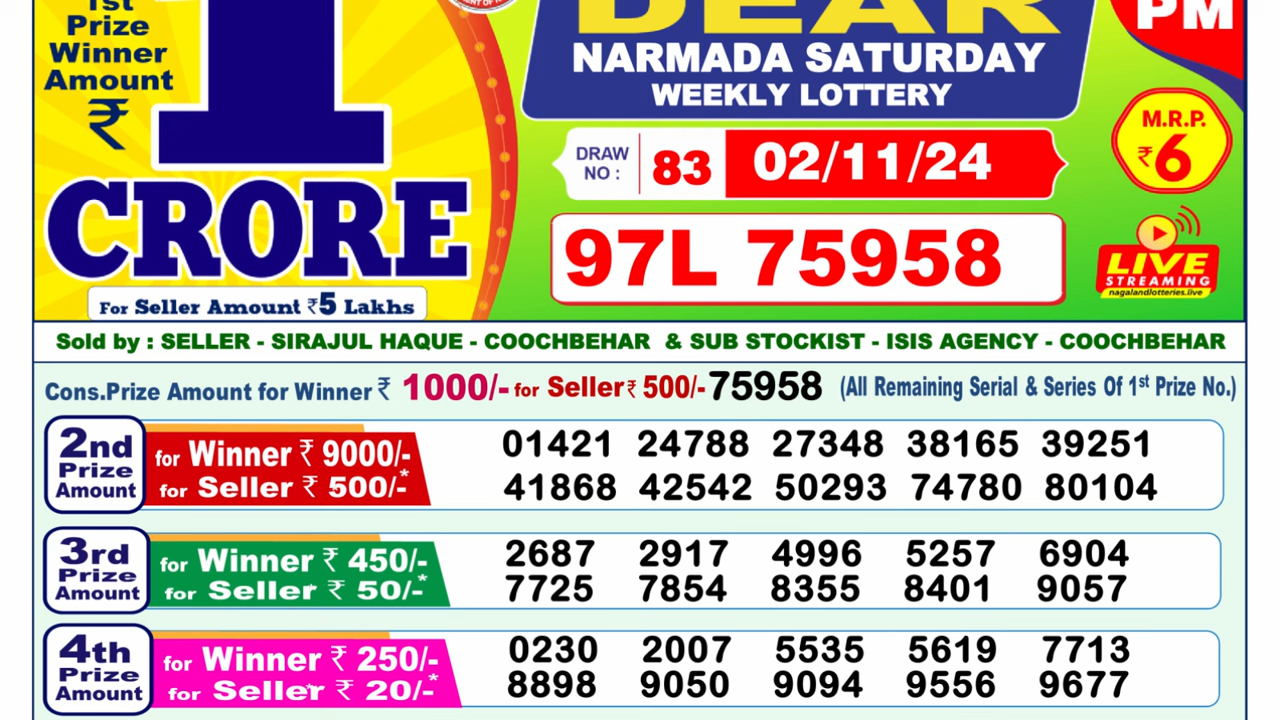 1st
Prize
Winner
Amount
₹
1
CRORE
For Seller Amount ₹5 Lakhs
DEAR
NARMADA SATURDAY
WEEKLY LOTTERY
PM
DRAW NO : 83 02/11/24
M.R.P.
₹6
97L 75958
LIVE
STREAMING
nagalandlotteries.live
Sold by : SELLER - SIRAJUL HAQUE - COOCHBEHAR & SUB STOCKIST - ISIS AGENCY - COOCHBEHAR
Cons.Prize Amount for Winner ₹ 1000/- for Seller ₹ 500/- 75958 (All Remaining Serial & Series Of 1st Prize No.)
2nd
Prize
Amount
for Winner ₹ 9000/-
for Seller ₹ 500/-*
01421 24788 27348 38165 39251
41868 42542 50293 74780 80104
3rd
Prize
Amount
for Winner ₹ 450/-
for Seller ₹ 50/-*
2687 2917 4996 5257 6904
7725 7854 8355 8401 9057
4th
Prize
Amount
for Winner ₹ 250/-
for Seller ₹ 20/-*
0230 2007 5535 5619 7713
8898 9050 9094 9556 9677